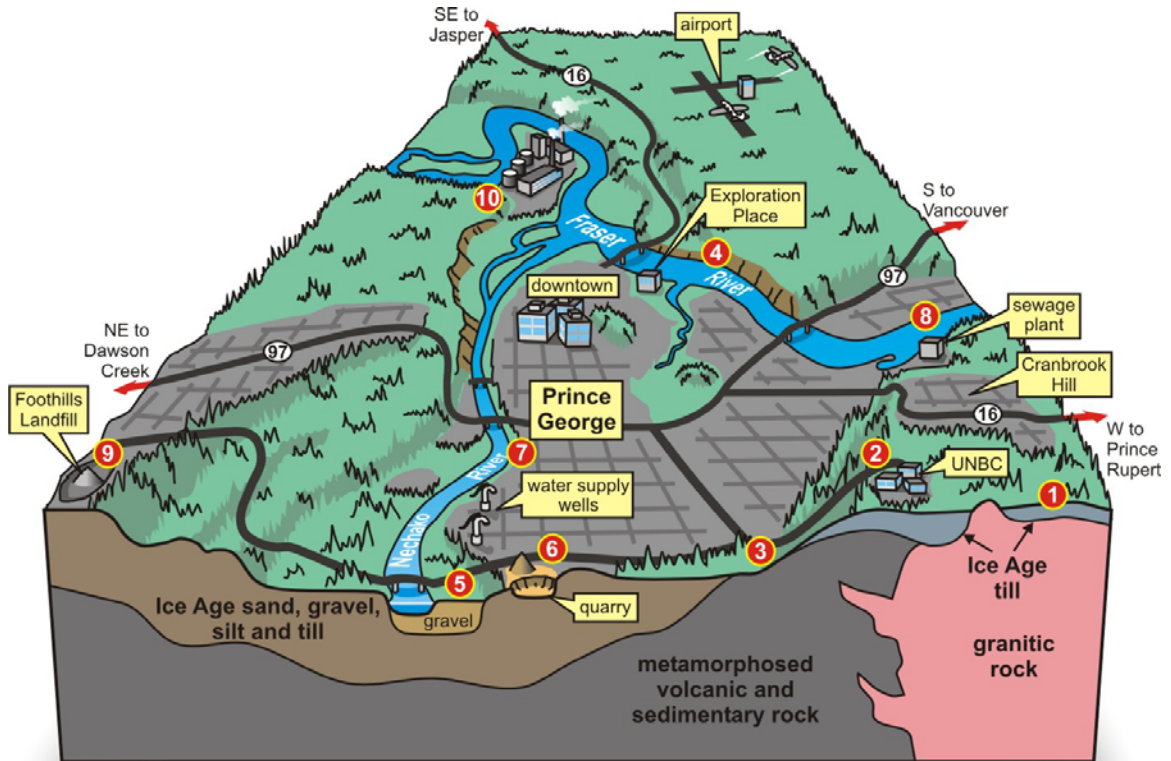 SE to
Jasper
airport
16
10
Exploration
Place
S to
Vancouver
Fraser
River
4
97
downtown
8
sewage
plant
NE to
Dawson
Creek
97
Cranbrook
Hill
Foothills
Landfill
Prince
George
16
W to
Prince
Rupert
9
7
2
UNBC
1
River
Nechako
water supply
wells
6
3
5
Ice Age
till
Ice Age sand, gravel,
silt and till
gravel
quarry
granitic
rock
metamorphosed
volcanic and
sedimentary rock